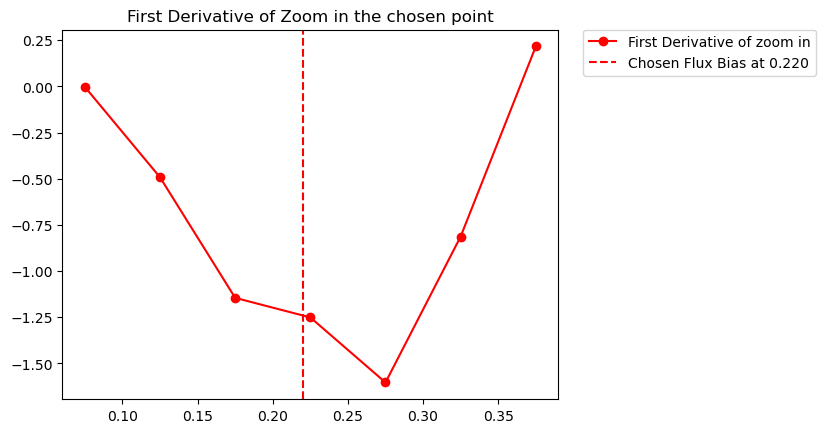 First Derivative of Zoom in the chosen point
First Derivative of zoom in
Chosen Flux Bias at 0.220
0.25
0.00
−0.25
−0.50
−0.75
−1.00
−1.25
−1.50
0.10 0.15 0.20 0.25 0.30 0.35